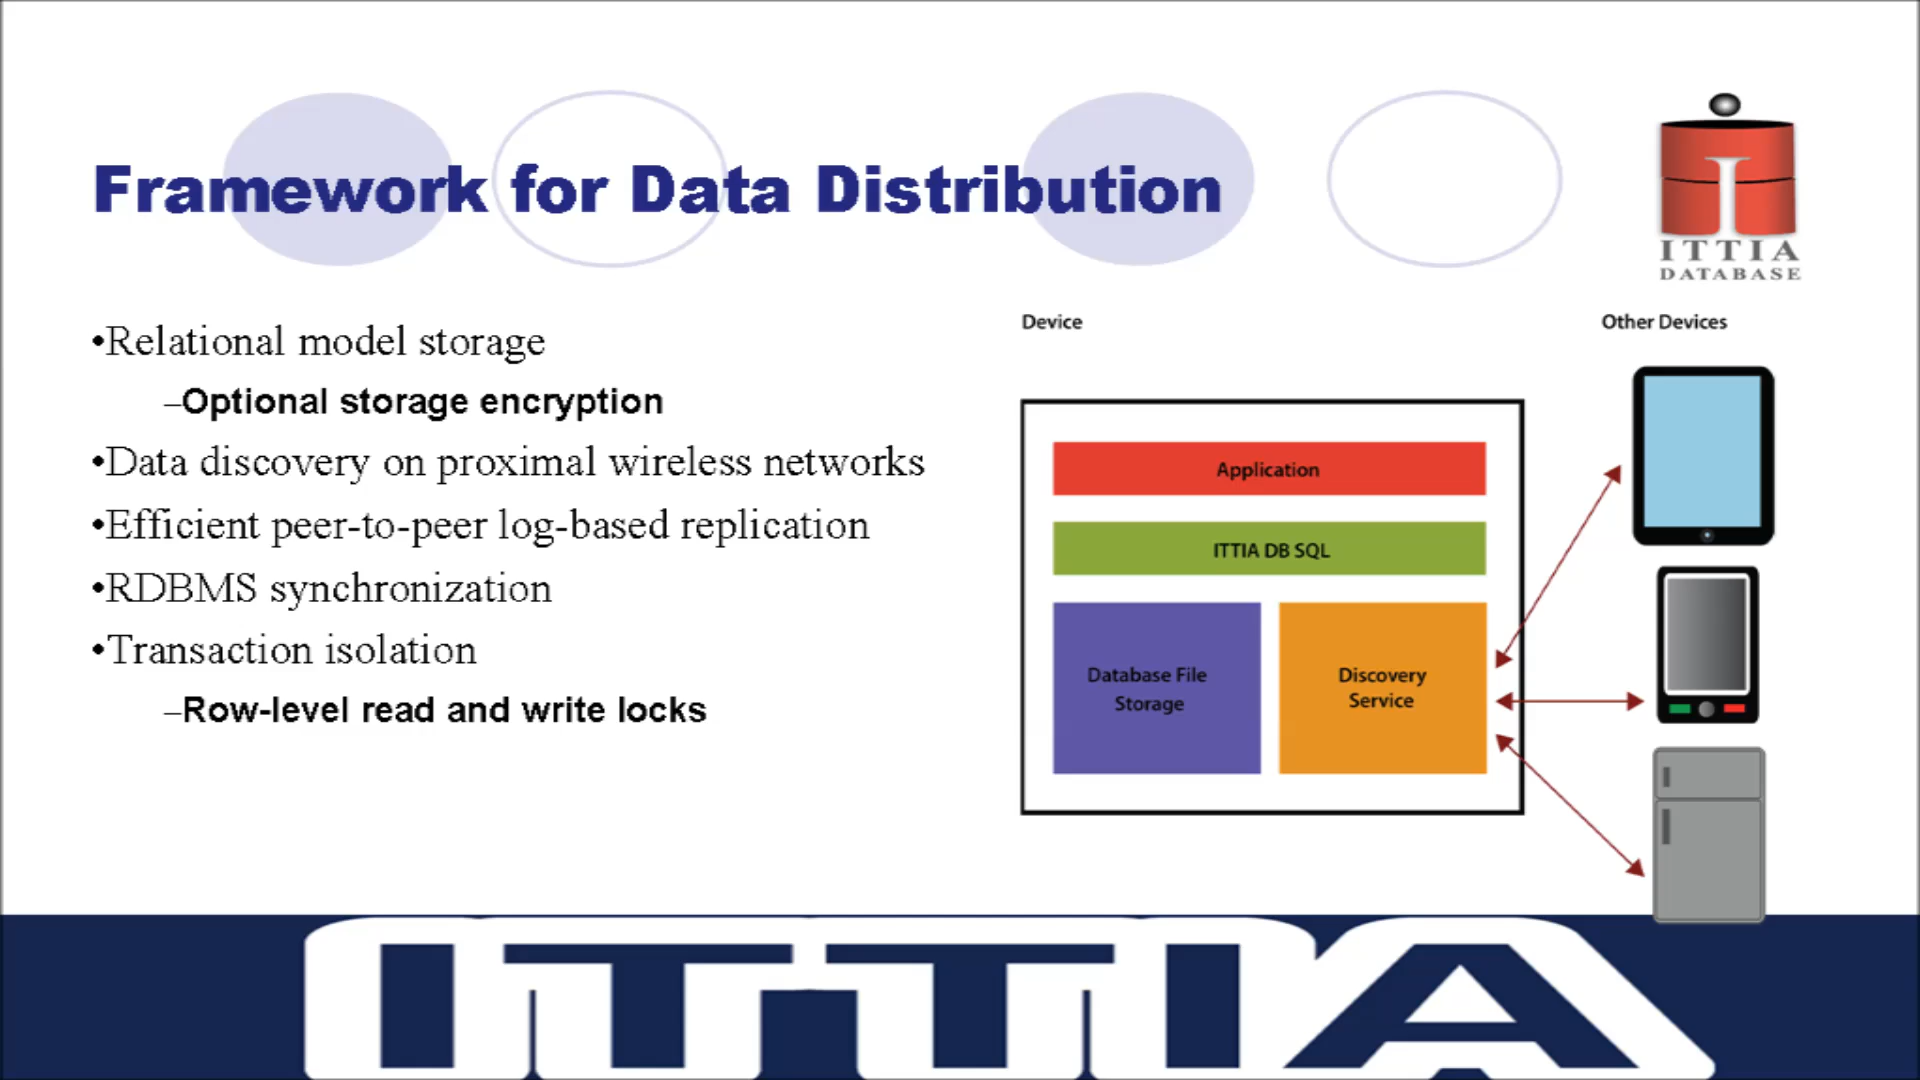 Framework for Data Distribution
ITTIA
DATABASE
•Relational model storage
–Optional storage encryption
•Data discovery on proximal wireless networks
•Efficient peer-to-peer log-based replication
•RDBMS synchronization
•Transaction isolation
–Row-level read and write locks
Device
Other Devices
Application
ITTIA DB SQL
Database File
Storage
Discovery
Service
ITTIA